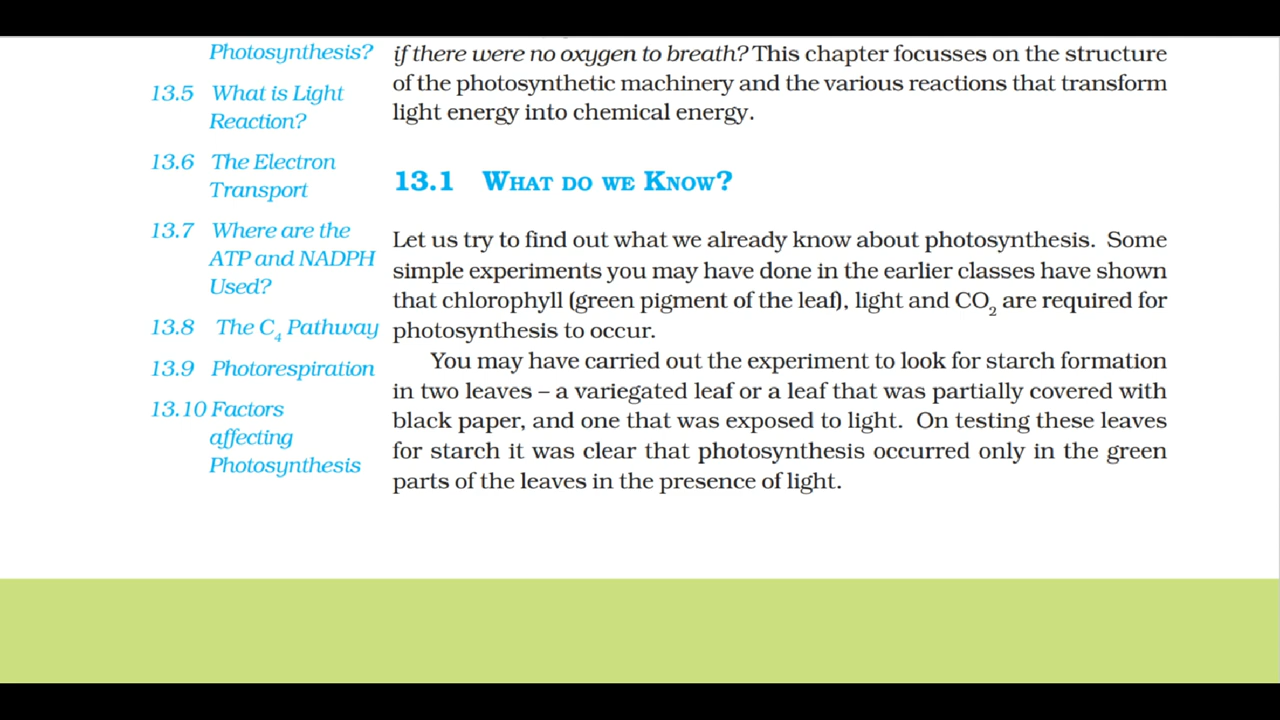 Photosynthesis?
13.5 What is Light
Reaction?
13.6 The Electron
Transport
13.7 Where are the
ATP and NADPH
Used?
13.8 The C4 Pathway
13.9 Photorespiration
13.10 Factors
affecting
Photosynthesis
if there were no oxygen to breath? This chapter focusses on the structure
of the photosynthetic machinery and the various reactions that transform
light energy into chemical energy.
13.1 WHAT DO WE KNOW?
Let us try to find out what we already know about photosynthesis. Some
simple experiments you may have done in the earlier classes have shown
that chlorophyll (green pigment of the leaf), light and CO2 are required for
photosynthesis to occur.
You may have carried out the experiment to look for starch formation
in two leaves – a variegated leaf or a leaf that was partially covered with
black paper, and one that was exposed to light. On testing these leaves
for starch it was clear that photosynthesis occurred only in the green
parts of the leaves in the presence of light.